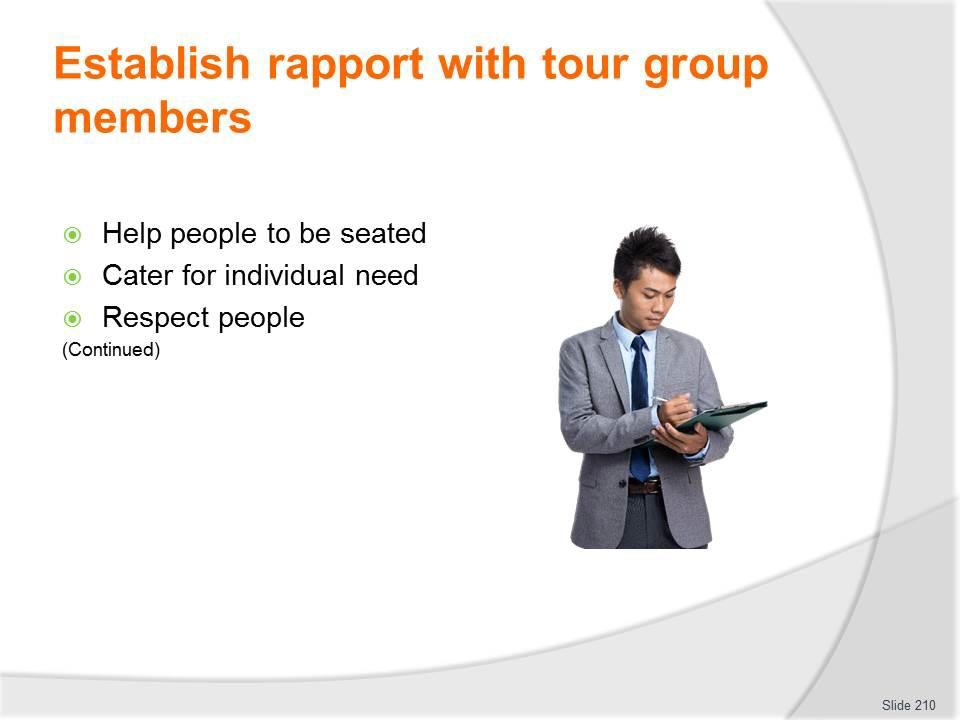 Establish rapport with tour group
members
Help people to be seated
Cater for individual need
Respect people
(Continued)
Slide 210